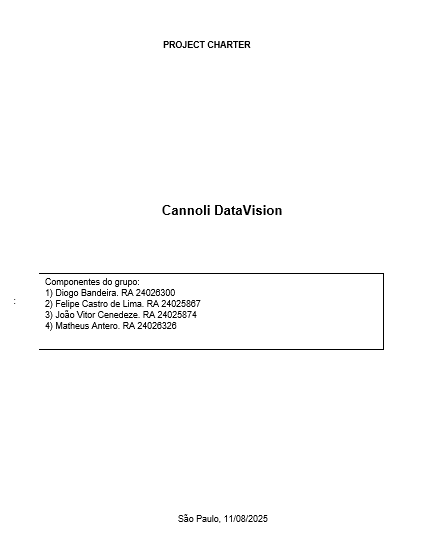 PROJECT CHARTER
Cannoli DataVision
Componentes do grupo:
1) Diogo Bandeira. RA 24026300
:
2) Felipe Castro de Lima. RA 24025867
3) João Vitor Cenedeze. RA 24025874
4) Matheus Antero. RA 24026326
São Paulo, 11/08/2025